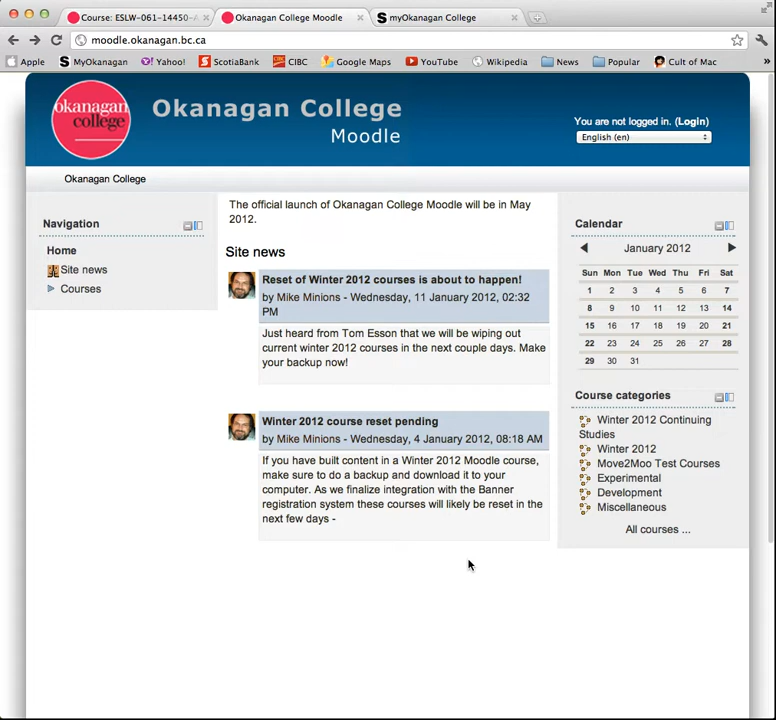 Course: ESLW-061-14450-
Okanagan College Moodle
myOkanagan College
moodle.okanagan.bc.ca
Apple
MyOkanagan
Yahoo!
ScotiaBank
CIBC
Google Maps
YouTube
Wikipedia
News
Popular
Cult of Mac
»
okanagan
college
Okanagan College
Moodle
You are not logged in. (Login)
English (en)
Okanagan College
Navigation
Home
Site news
Courses
The official launch of Okanagan College Moodle will be in May
2012.
Site news
Reset of Winter 2012 courses is about to happen!
by Mike Minions - Wednesday, 11 January 2012, 02:32
PM
Just heard from Tom Esson that we will be wiping out
current winter 2012 courses in the next couple days. Make
your backup now!
Winter 2012 course reset pending
by Mike Minions - Wednesday, 4 January 2012, 08:18 AM
If you have built content in a Winter 2012 Moodle course,
make sure to do a backup and download it to your
computer. As we finalize integration with the Banner
registration system these courses will likely be reset in the
next few days -
Calendar
January 2012
Sun Mon Tue Wed Thu Fri Sat
1 2 3 4 5 6 7
8 9 10 11 12 13 14
15 16 17 18 19 20 21
22 23 24 25 26 27 28
29 30 31
Course categories
Winter 2012 Continuing
Studies
Winter 2012
Move2Moo Test Courses
Experimental
Development
Miscellaneous
All courses ...